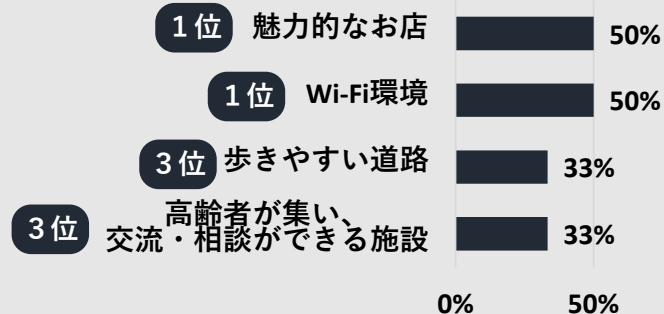 1位 魅力的なお店 50%
1位 Wi-Fi環境 50%
3位 歩きやすい道路 33%
3位 高齢者が集い、
交流・相談ができる施設 33%
0% 50%